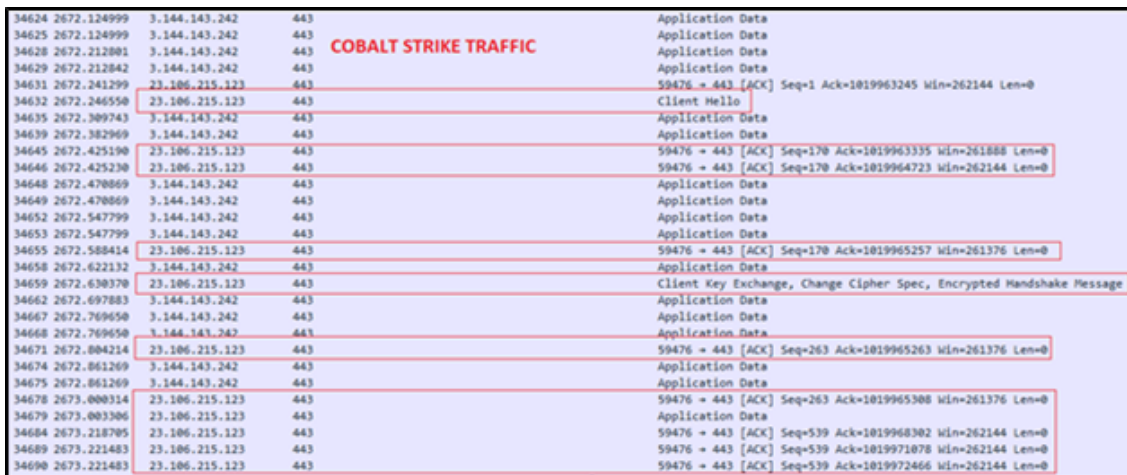 34624 2672.124999 3.144.143.242 443 Application Data
34625 2672.124999 3.144.143.242 443 Application Data
COBALT STRIKE TRAFFIC
34628 2672.212801 3.144.143.242 443 Application Data
34629 2672.212842 3.144.143.242 443 Application Data
34631 2672.241299 23.106.215.123 443 59476 → 443 [ACK] Seq=1 Ack=1019963245 Win=262144 Len=0
34632 2672.246550 23.106.215.123 443 Client Hello
34635 2672.309743 3.144.143.242 443 Application Data
34639 2672.382969 3.144.143.242 443 Application Data
34645 2672.425190 23.106.215.123 443 59476 → 443 [ACK] Seq=170 Ack=1019963335 Win=261888 Len=0
34646 2672.425230 23.106.215.123 443 59476 → 443 [ACK] Seq=170 Ack=1019964723 Win=262144 Len=0
34648 2672.470869 3.144.143.242 443 Application Data
34649 2672.470869 3.144.143.242 443 Application Data
34652 2672.547799 3.144.143.242 443 Application Data
34653 2672.547799 3.144.143.242 443 Application Data
34655 2672.588414 23.106.215.123 443 59476 → 443 [ACK] Seq=170 Ack=1019965257 Win=261376 Len=0
34658 2672.622132 3.144.143.242 443 Application Data
34659 2672.630370 23.106.215.123 443 Client Key Exchange, Change Cipher Spec, Encrypted Handshake Message
34662 2672.697883 3.144.143.242 443 Application Data
34667 2672.769650 3.144.143.242 443 Application Data
34668 2672.769650 3.144.143.242 443 Application Data
34671 2672.804214 23.106.215.123 443 59476 → 443 [ACK] Seq=263 Ack=1019965263 Win=261376 Len=0
34674 2672.861269 3.144.143.242 443 Application Data
34675 2672.861269 3.144.143.242 443 Application Data
34678 2673.000314 23.106.215.123 443 59476 → 443 [ACK] Seq=263 Ack=1019965308 Win=261376 Len=0
34679 2673.003306 23.106.215.123 443 Application Data
34684 2673.218705 23.106.215.123 443 59476 → 443 [ACK] Seq=539 Ack=1019968302 Win=262144 Len=0
34689 2673.221483 23.106.215.123 443 59476 → 443 [ACK] Seq=539 Ack=1019971078 Win=262144 Len=0
34690 2673.221483 23.106.215.123 443 59476 → 443 [ACK] Seq=539 Ack=1019972466 Win=262144 Len=0